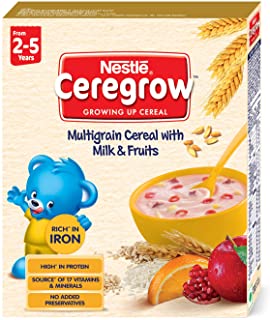 From
2-5
Years
Nestlé
Ceregrow™
GROWING UP CEREAL
Multigrain Cereal with
Milk & Fruits
RICH* IN
IRON
HIGH^ IN PROTEIN
SOURCE* OF 17 VITAMINS
& MINERALS
NO ADDED
PRESERVATIVES